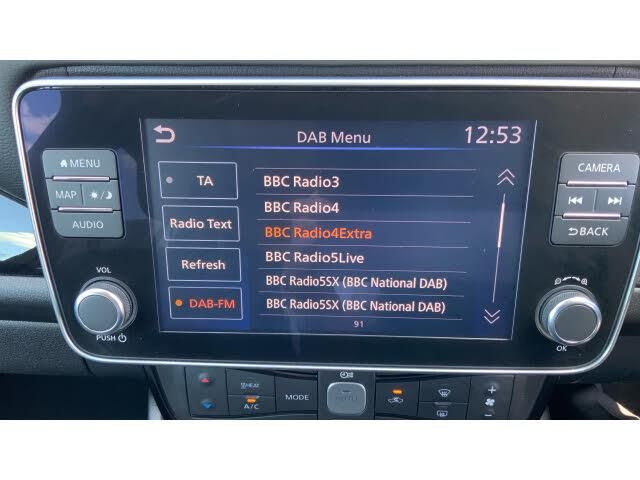 DAB Menu
12:53
MENU
MAP
AUDIO
VOL
PUSH
TA
Radio Text
Refresh
DAB-FM
BBC Radio3
BBC Radio4
BBC Radio4Extra
BBC Radio5Live
BBC Radio5SX (BBC National DAB)
BBC Radio5SX (BBC National DAB)
91
CAMERA
BACK
OK
HEAT
A/C
MODE